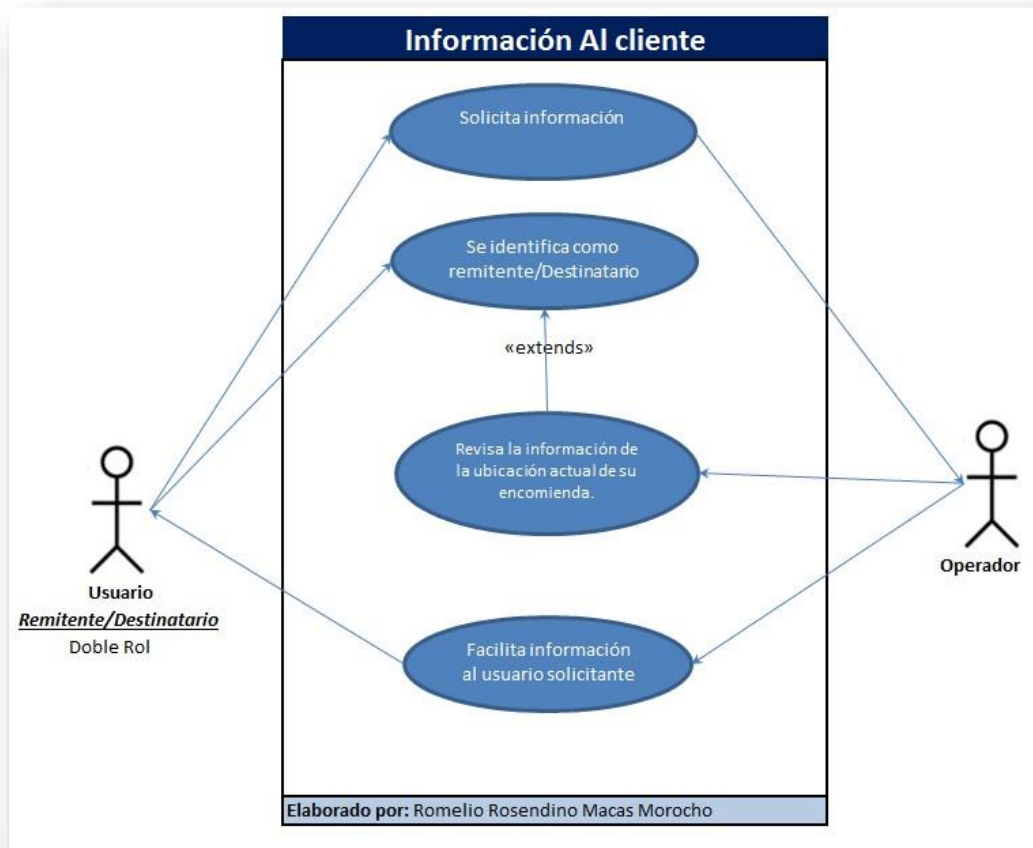 Información Al cliente
Solicita información
Se identifica como
remitente/Destinatario
«extends»
Revisa la información de
la ubicación actual de su
encomienda.
Usuario
Remitente/Destinatario
Doble Rol
Operador
Facilita información
al usuario solicitante
Elaborado por: Romelio Rosendino Macas Morocho